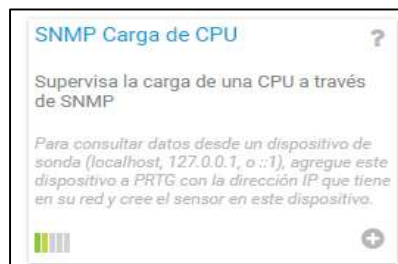 SNMP Carga de CPU ?
Supervisa la carga de una CPU a través
de SNMP
Para consultar datos desde un dispositivo de
sonda (localhost, 127.0.0.1, o ::1), agregue este
dispositivo a PRTG con la dirección IP que tiene
en su red y cree el sensor en este dispositivo.